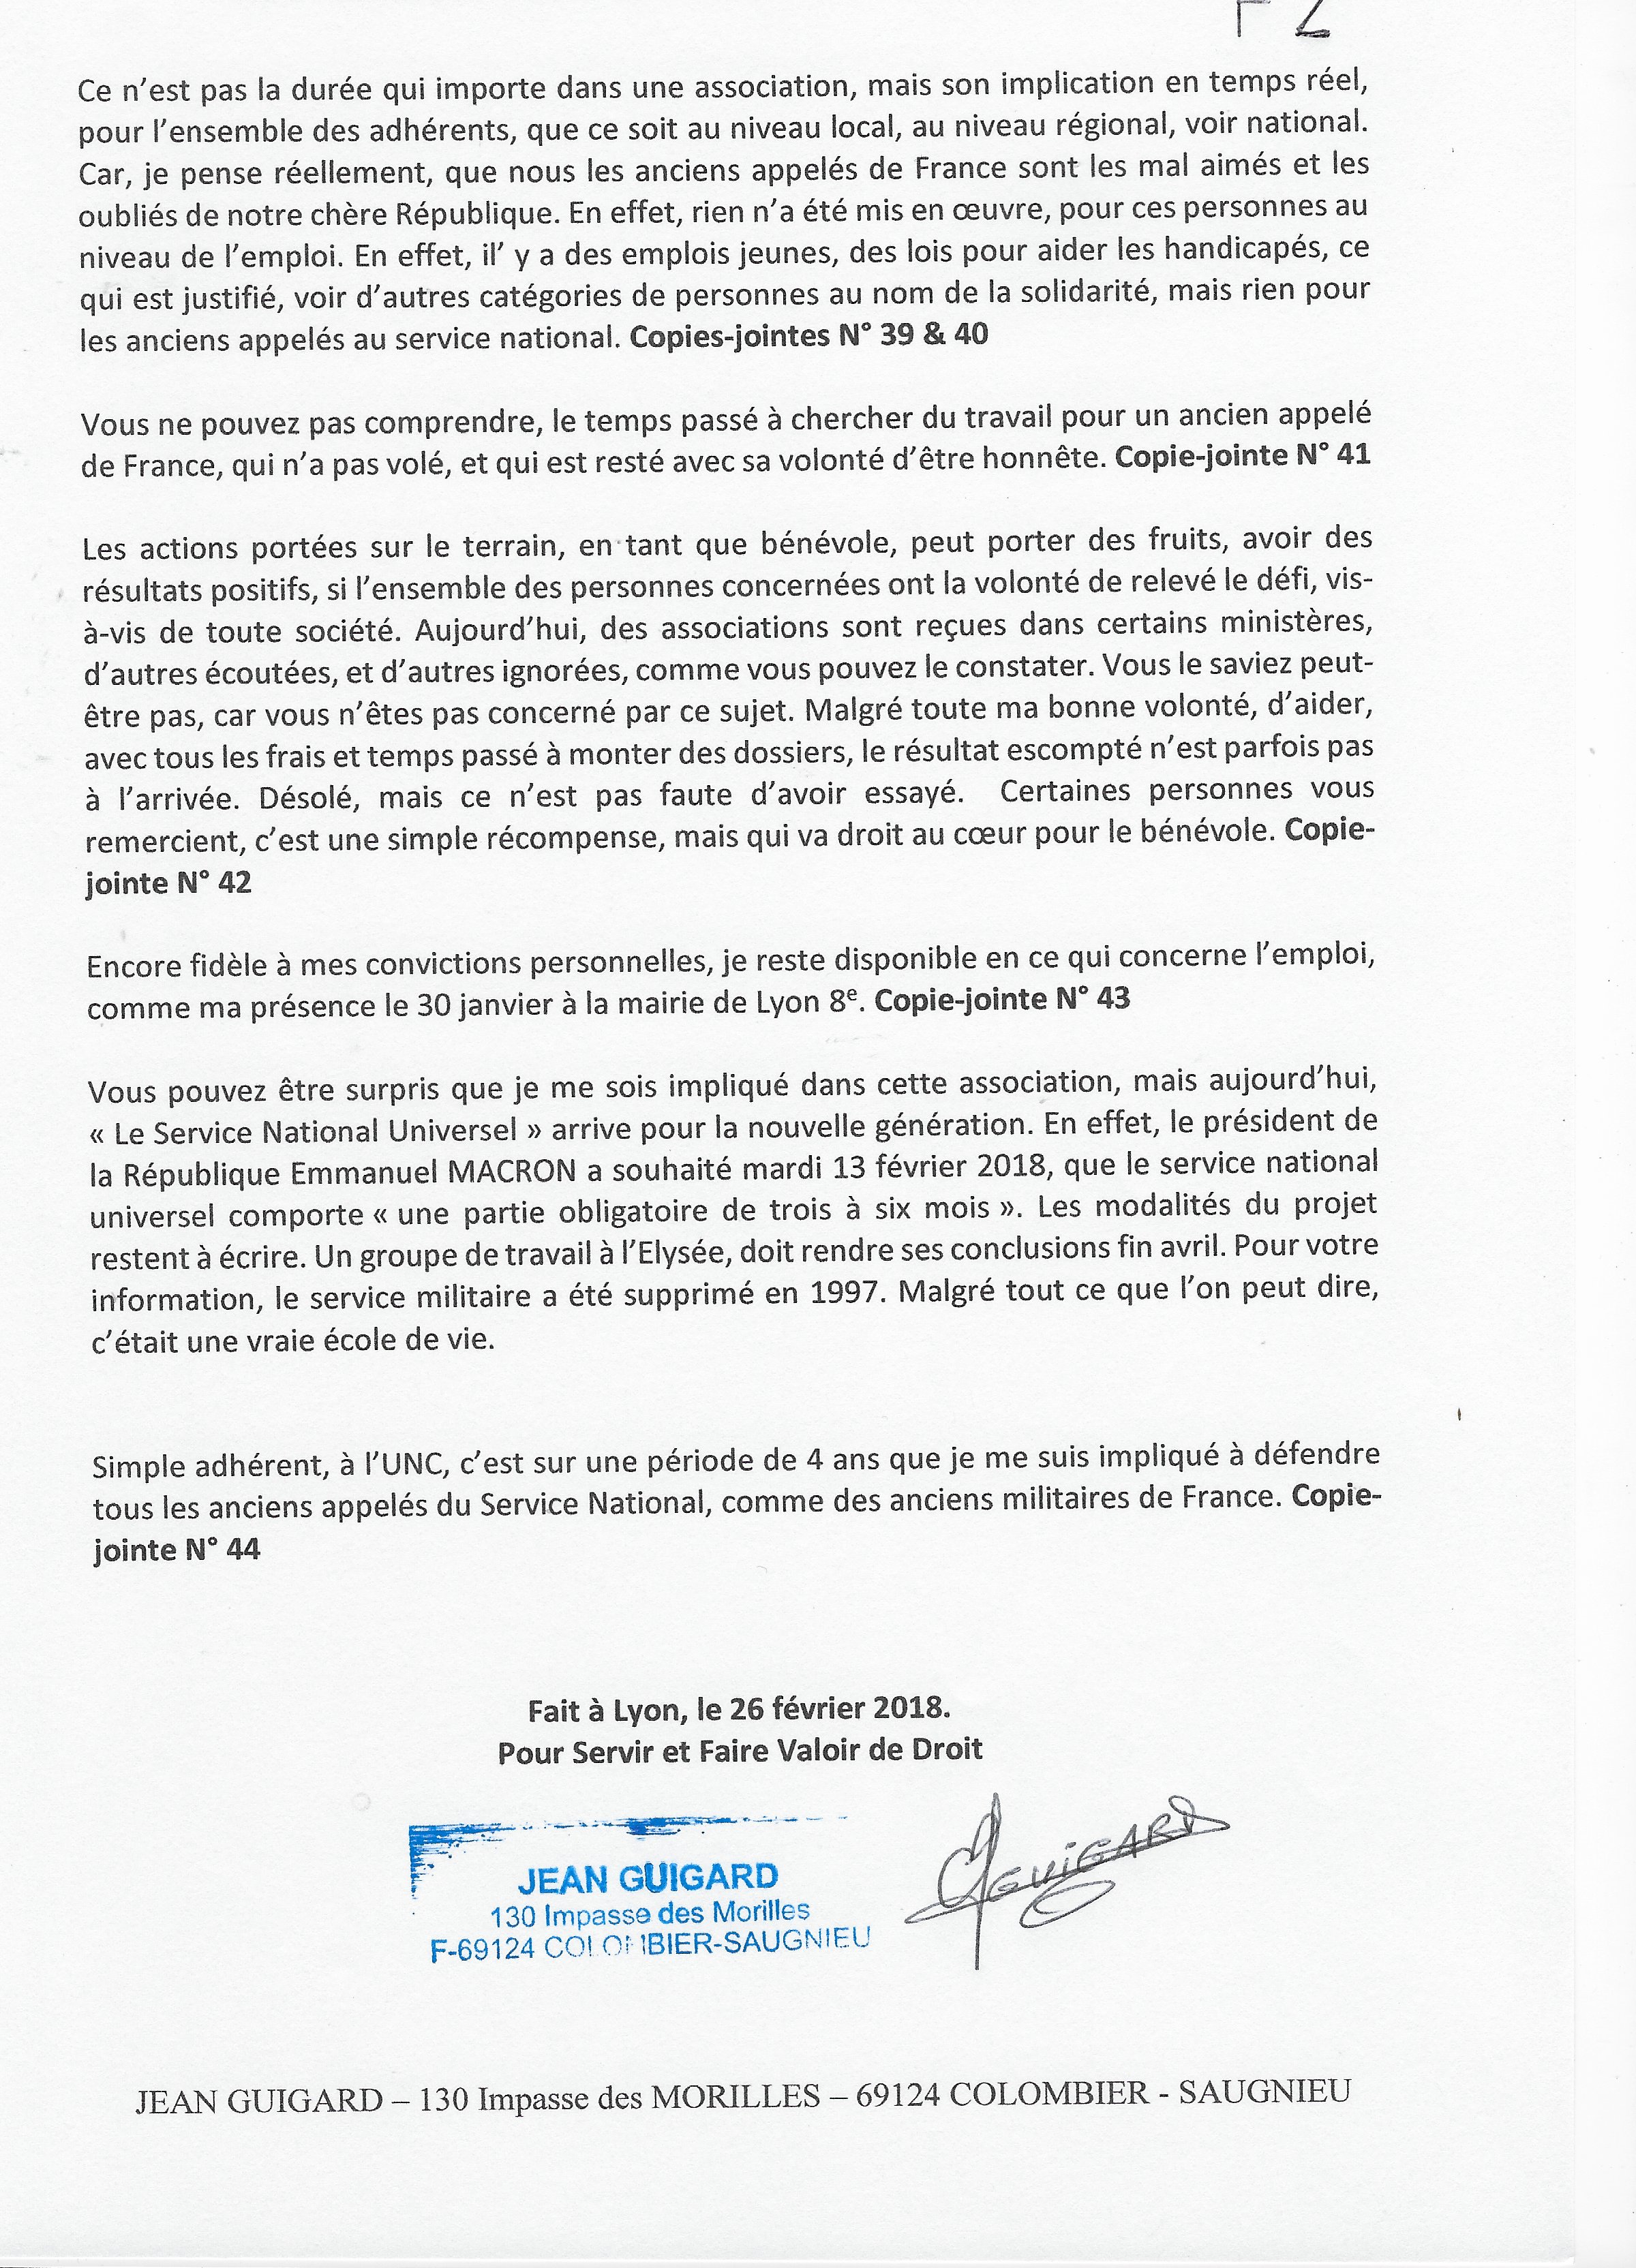 Ce n’est pas la durée qui importe dans une association, mais son implication en temps réel,
pour l’ensemble des adhérents, que ce soit au niveau local, au niveau régional, voir national.
Car, je pense réellement, que nous les anciens appelés de France sont les mal aimés et les
oubliés de notre chère République. En effet, rien n’a été mis en œuvre, pour ces personnes au
niveau de l’emploi. En effet, il’ y a des emplois jeunes, des lois pour aider les handicapés, ce
qui est justifié, voir d’autres catégories de personnes au nom de la solidarité, mais rien pour
les anciens appelés au service national. Copies-jointes N° 39 & 40
Vous ne pouvez pas comprendre, le temps passé à chercher du travail pour un ancien appelé
de France, qui n’a pas volé, et qui est resté avec sa volonté d’être honnête. Copie-jointe N° 41
Les actions portées sur le terrain, en tant que bénévole, peut porter des fruits, avoir des
résultats positifs, si l’ensemble des personnes concernées ont la volonté de relevé le défi, vis-
à-vis de toute société. Aujourd’hui, des associations sont reçues dans certains ministères,
d’autres écoutées, et d’autres ignorées, comme vous pouvez le constater. Vous le saviez peut-
être pas, car vous n’êtes pas concerné par ce sujet. Malgré toute ma bonne volonté, d’aider,
avec tous les frais et temps passé à monter des dossiers, le résultat escompté n’est parfois pas
à l’arrivée. Désolé, mais ce n’est pas faute d’avoir essayé. Certaines personnes vous
remercient, c’est une simple récompense, mais qui va droit au cœur pour le bénévole. Copie-
jointe N° 42
Encore fidèle à mes convictions personnelles, je reste disponible en ce qui concerne l’emploi,
comme ma présence le 30 janvier à la mairie de Lyon 8e. Copie-jointe N° 43
Vous pouvez être surpris que je me sois impliqué dans cette association, mais aujourd’hui,
« Le Service National Universel » arrive pour la nouvelle génération. En effet, le président de
la République Emmanuel MACRON a souhaité mardi 13 février 2018, que le service national
universel comporte « une partie obligatoire de trois à six mois ». Les modalités du projet
restent à écrire. Un groupe de travail à l’Elysée, doit rendre ses conclusions fin avril. Pour votre
information, le service militaire a été supprimé en 1997. Malgré tout ce que l’on peut dire,
c’était une vraie école de vie.
Simple adhérent, à l’UNC, c’est sur une période de 4 ans que je me suis impliqué à défendre
tous les anciens appelés du Service National, comme des anciens militaires de France. Copie-
jointe N° 44
Fait à Lyon, le 26 février 2018.
Pour Servir et Faire Valoir de Droit
JEAN GUIGARD
130 Impasse des Morilles
F-69124 COLOMBIER-SAUGNIEU
GUIGARD
JEAN GUIGARD – 130 Impasse des MORILLES – 69124 COLOMBIER - SAUGNIEU